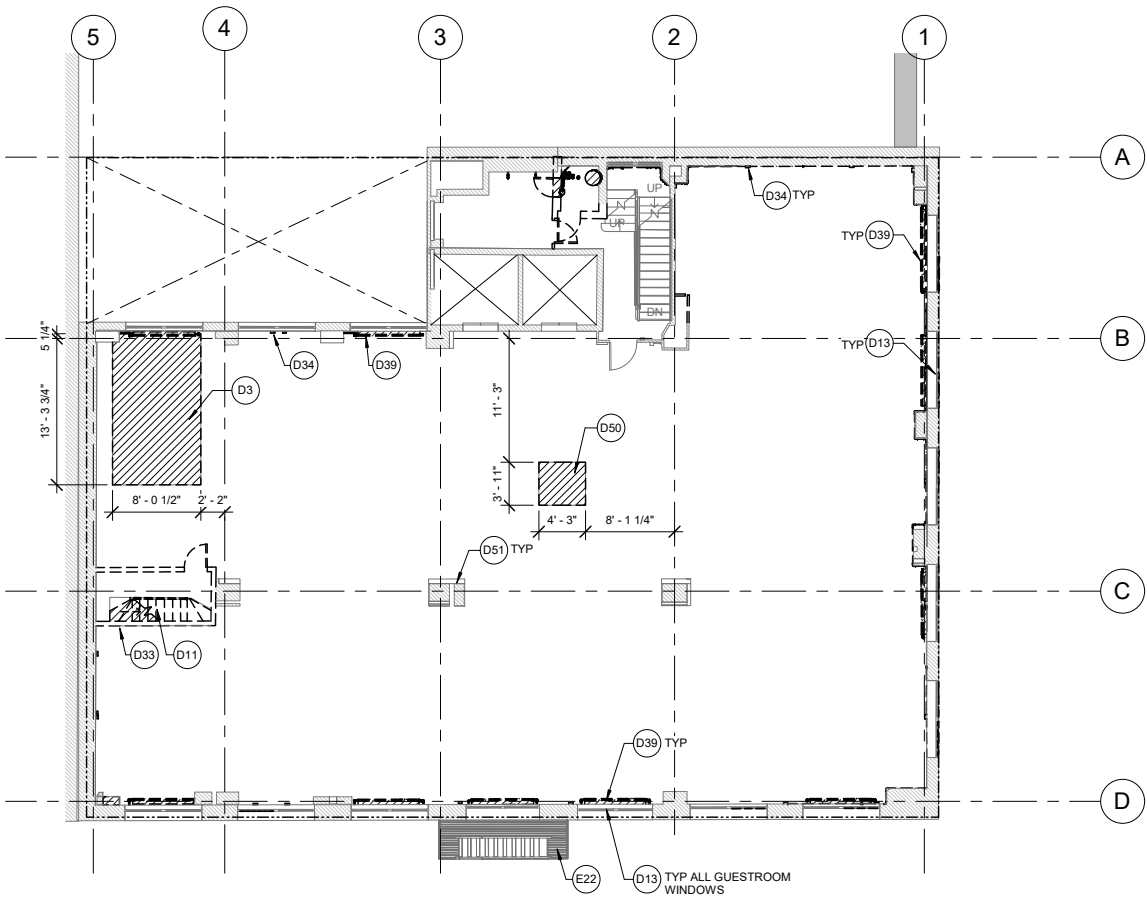 5
4
3
2
1
A
UP
D34 TYP
UP
TYP D39
DN
5 1/4"
B
D34
D39
TYP D13
D3
13' - 3 3/4"
11' - 3"
D50
3' - 11"
8' - 0 1/2"
2' - 2"
4' - 3"
8' - 1 1/4"
D51 TYP
C
D33
D11
D39 TYP
D
E22
D13 TYP ALL GUESTROOM
WINDOWS